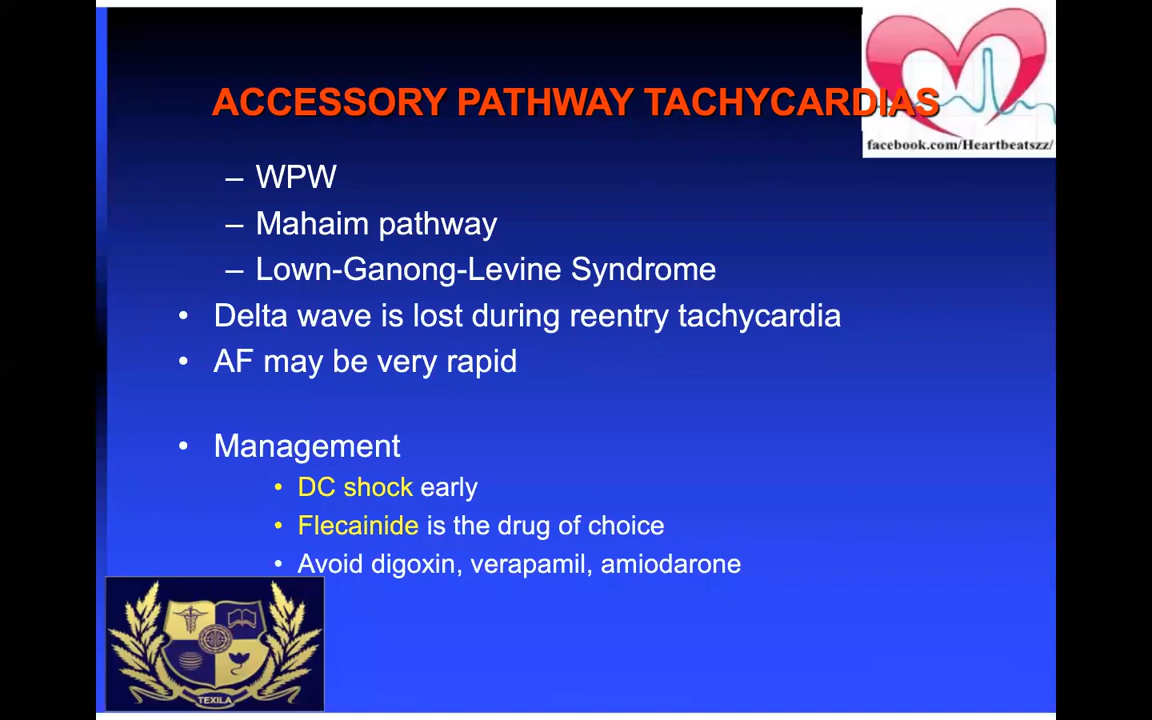 ACCESSORY PATHWAY TACHYCARDIAS
facebook.com/Heartbeatszz/
– WPW
– Mahaim pathway
– Lown-Ganong-Levine Syndrome
• Delta wave is lost during reentry tachycardia
• AF may be very rapid
• Management
• DC shock early
• Flecainide is the drug of choice
• Avoid digoxin, verapamil, amiodarone
TEXILA